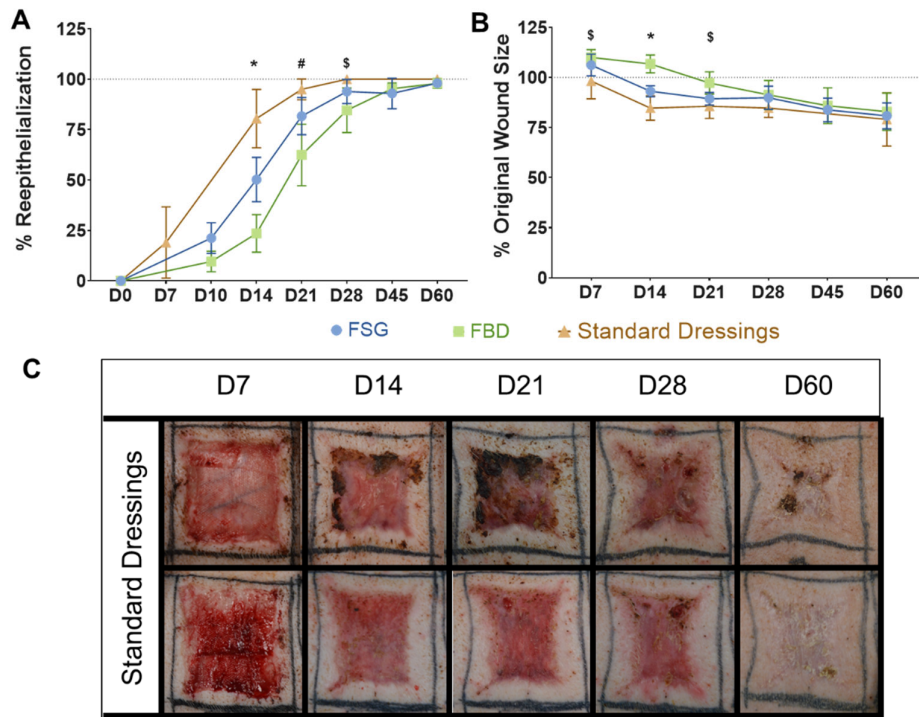 A
B
125
100
75
50
25
0
% Reepithelialization
* # $
D0 D7 D10 D14 D21 D28 D45 D60
125
100
75
50
25
0
% Original Wound Size
$ * $
D7 D14 D21 D28 D45 D60
FSG FBD Standard Dressings
C
D7 D14 D21 D28 D60
Standard Dressings